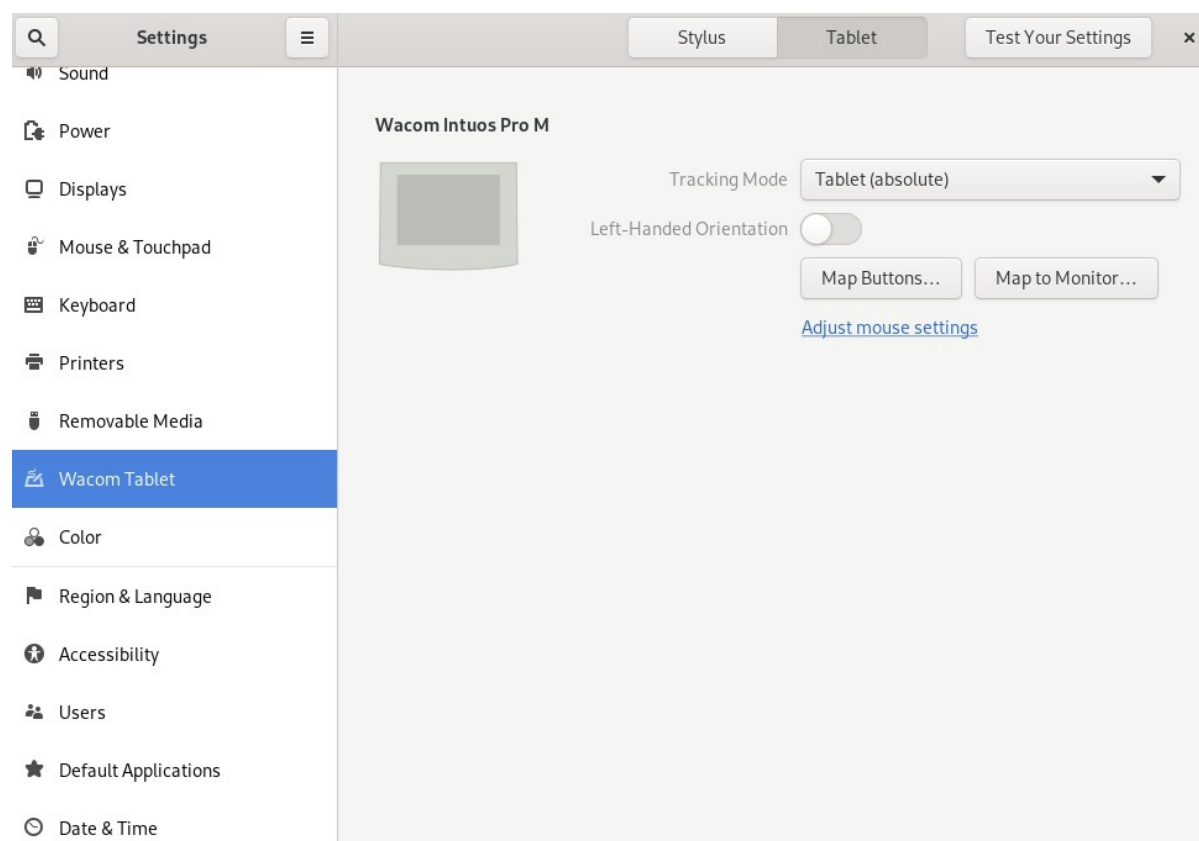 Settings
Stylus
Tablet
Test Your Settings
Sound
Power
Displays
Mouse & Touchpad
Keyboard
Printers
Removable Media
Wacom Tablet
Color
Region & Language
Accessibility
Users
Default Applications
Date & Time
Wacom Intuos Pro M
Tracking Mode
Tablet (absolute)
Left-Handed Orientation
Map Buttons…
Map to Monitor…
Adjust mouse settings